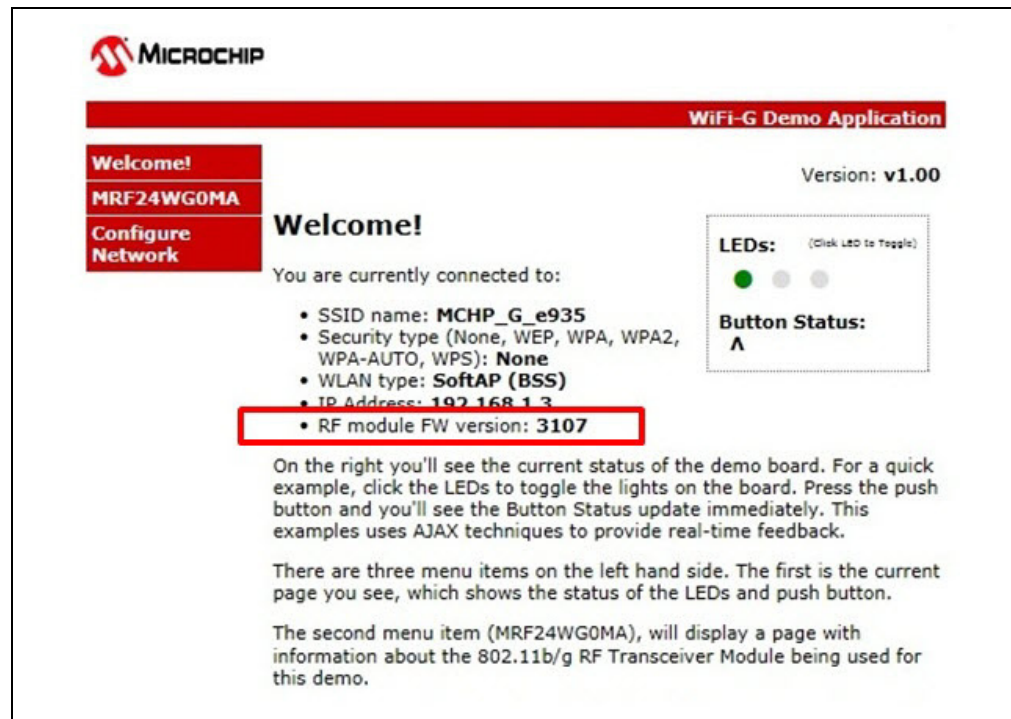 MICROCHIP
WiFi-G Demo Application
Welcome!
MRF24WG0MA
Configure
Network
Version: v1.00
Welcome!
You are currently connected to:
• SSID name: MCHP_G_e935
• Security type (None, WEP, WPA, WPA2,
WPA-AUTO, WPS): None
• WLAN type: SoftAP (BSS)
• IP Address: 192.168.1.3
• RF module FW version: 3107
LEDs: (Click LED to Toggle)
Button Status:
Λ
On the right you'll see the current status of the demo board. For a quick
example, click the LEDs to toggle the lights on the board. Press the push
button and you'll see the Button Status update immediately. This
examples uses AJAX techniques to provide real-time feedback.
There are three menu items on the left hand side. The first is the current
page you see, which shows the status of the LEDs and push button.
The second menu item (MRF24WG0MA), will display a page with
information about the 802.11b/g RF Transceiver Module being used for
this demo.